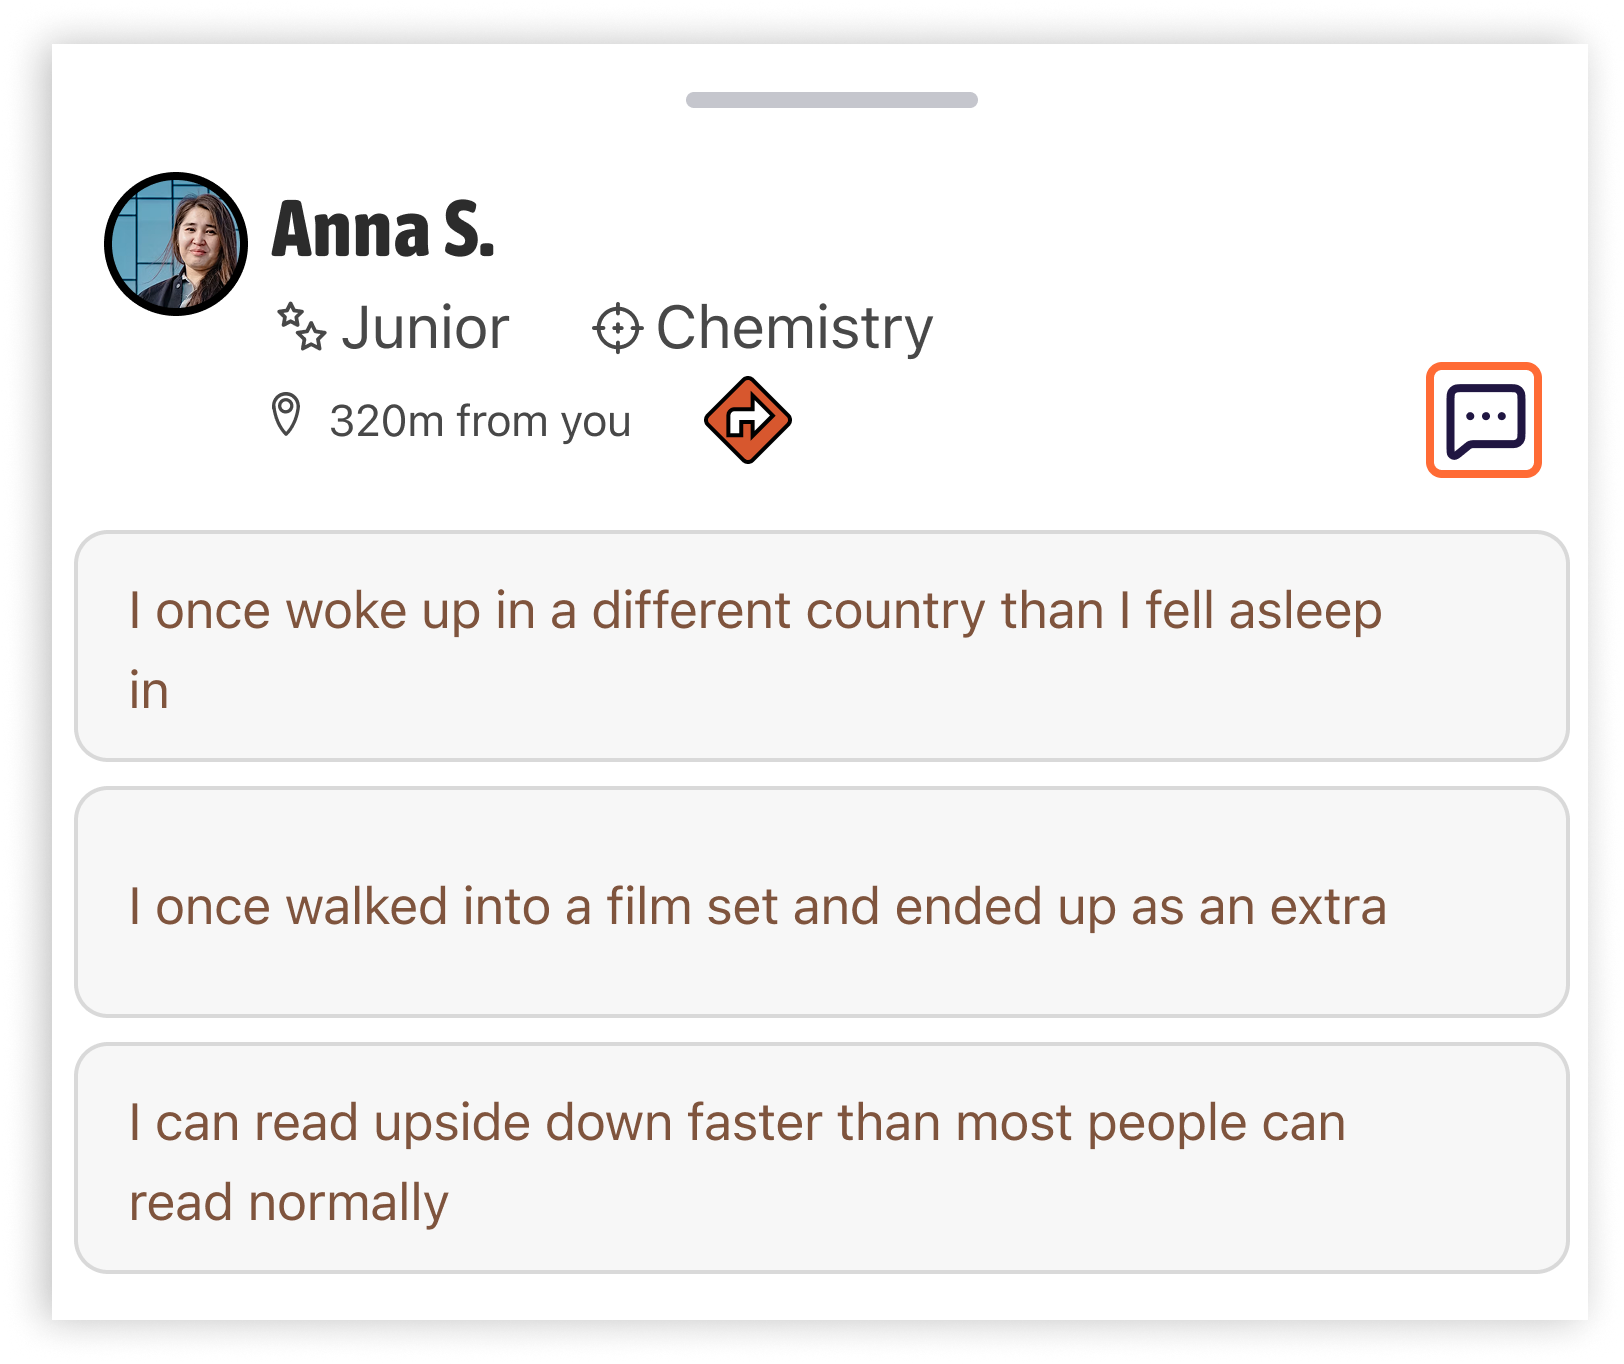 Anna S.
Junior Chemistry
320m from you
I once woke up in a different country than I fell asleep
in
I once walked into a film set and ended up as an extra
I can read upside down faster than most people can
read normally